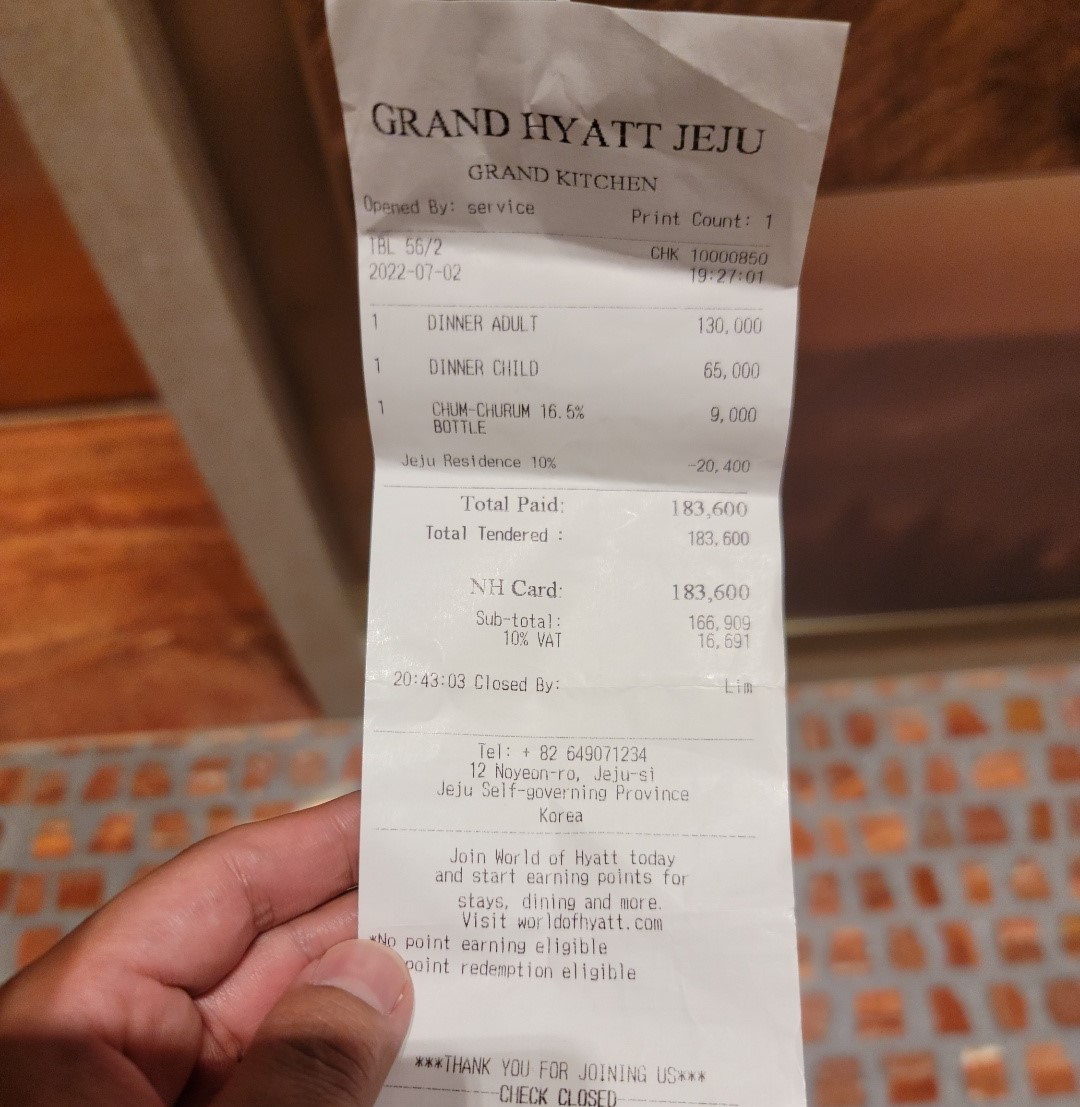 GRAND HYATT JEJU
GRAND KITCHEN
Opened By: service Print Count: 1
TBL 56/2 CHK 10000850
2022-07-02 19:27:01
1 DINNER ADULT 130,000
1 DINNER CHILD 65,000
1 CHUM-CHURUM 16.5% 9,000
BOTTLE
Jeju Residence 10% -20,400
Total Paid: 183,600
Total Tendered : 183,600
NH Card: 183,600
Sub-total: 166,909
10% VAT 16,691
20:43:03 Closed By: Lim
Tel: + 82 649071234
12 Noyeon-ro, Jeju-si
Jeju Self-governing Province
Korea
Join World of Hyatt today
and start earning points for
stays, dining and more.
Visit worldofhyatt.com
*No point earning eligible
point redemption eligible
***THANK YOU FOR JOINING US***
CHECK CLOSED